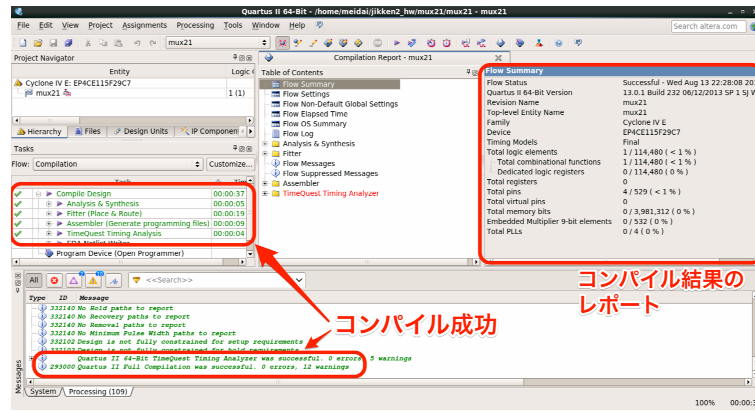 Quartus II 64-Bit - /home/meidai/jikken2_hw/mux21/mux21 - mux21
File Edit View Project Assignments Processing Tools Window Help
Search altera.com
mux21
Project Navigator
Entity Logic
Cyclone IV E: EP4CE115F29C7
mux21 1 (1)
Hierarchy Files Design Units IP Components
Tasks
Flow: Compilation Customize...
Task Time
Compile Design 00:00:37
Analysis & Synthesis 00:00:05
Fitter (Place & Route) 00:00:19
Assembler (Generate programming files) 00:00:09
TimeQuest Timing Analysis 00:00:04
EDA Netlist Writer
Program Device (Open Programmer)
Compilation Report - mux21
Table of Contents
Flow Summary
Flow Settings
Flow Non-Default Global Settings
Flow Elapsed Time
Flow OS Summary
Flow Log
Analysis & Synthesis
Fitter
Flow Messages
Flow Suppressed Messages
Assembler
TimeQuest Timing Analyzer
Flow Summary
Flow Status Successful - Wed Aug 13 22:28:08 20
Quartus II 64-Bit Version 13.0.1 Build 232 06/12/2013 SP 1 SJ W
Revision Name mux21
Top-level Entity Name mux21
Family Cyclone IV E
Device EP4CE115F29C7
Timing Models Final
Total logic elements 1 / 114,480 ( < 1 % )
Total combinational functions 1 / 114,480 ( < 1 % )
Dedicated logic registers 0 / 114,480 ( 0 % )
Total registers 0
Total pins 4 / 529 ( < 1 % )
Total virtual pins 0
Total memory bits 0 / 3,981,312 ( 0 % )
Embedded Multiplier 9-bit elements 0 / 532 ( 0 % )
Total PLLs 0 / 4 ( 0 % )
コンパイル結果の
レポート
コンパイル成功
All <<Search>>
Type ID Message
332140 No Hold paths to report
332140 No Recovery paths to report
332140 No Removal paths to report
332140 No Minimum Pulse Width paths to report
332102 Design is not fully constrained for setup requirements
332102 Design is not fully constrained for hold requirements
Quartus II 64-Bit TimeQuest Timing Analyzer was successful. 0 errors, 5 warnings
293000 Quartus II Full Compilation was successful. 0 errors, 12 warnings
Messages
System Processing (109)
100% 00:00:3